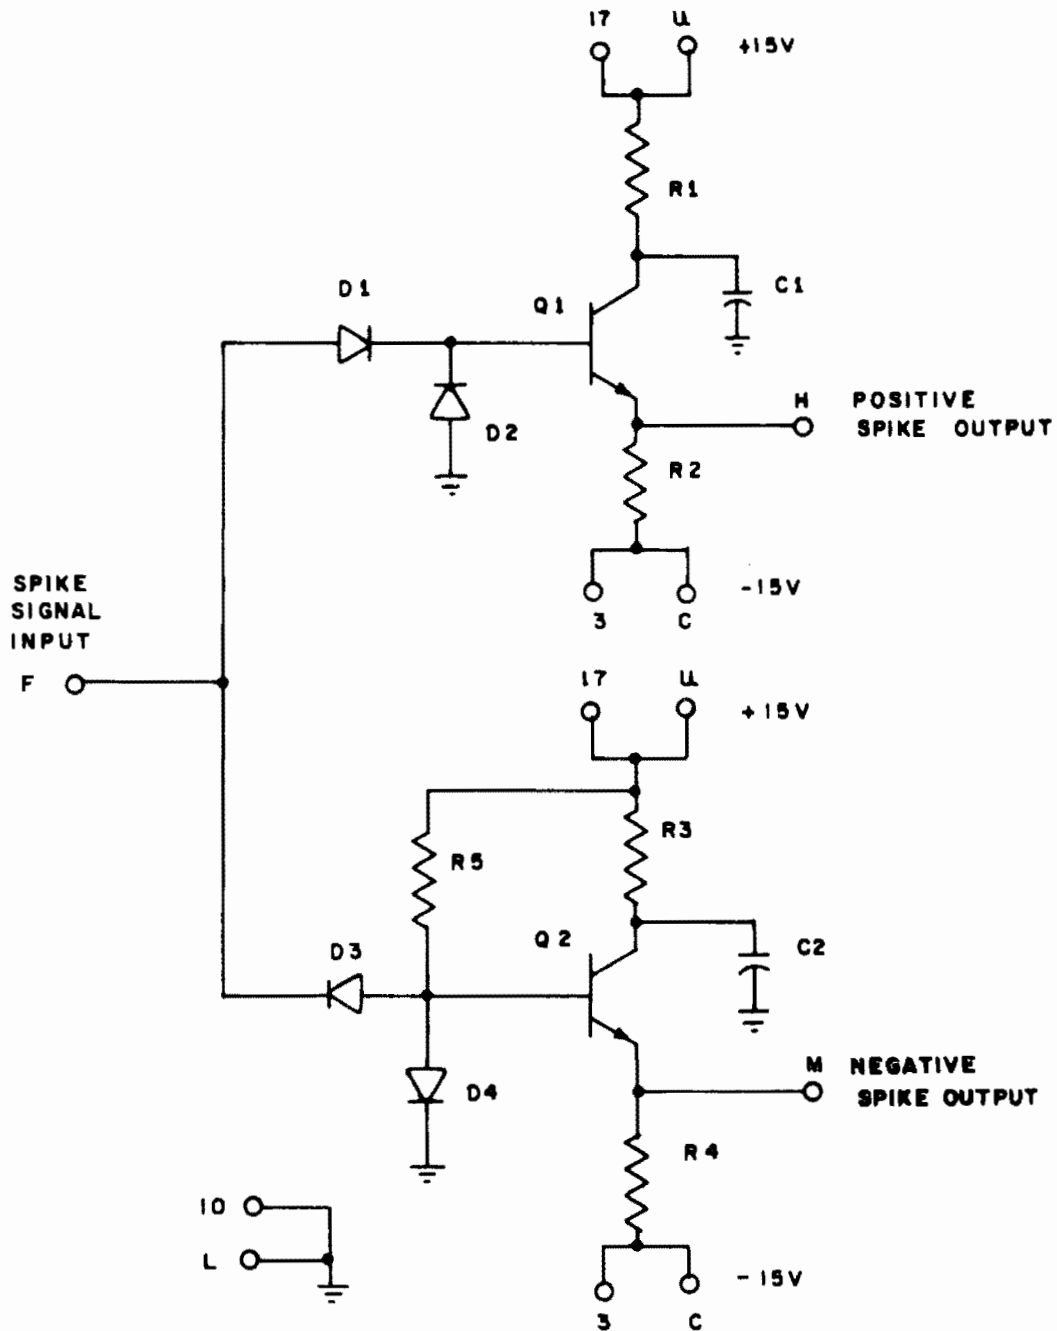 17 U +15V
R1
D1
Q1
C1
D2
H POSITIVE
SPIKE OUTPUT
R2
SPIKE
SIGNAL
INPUT
F
-15V
3 C
17 U
+15V
R3
R5
Q2
D3
C2
M NEGATIVE
SPIKE OUTPUT
D4
R4
10
L
-15V
3 C